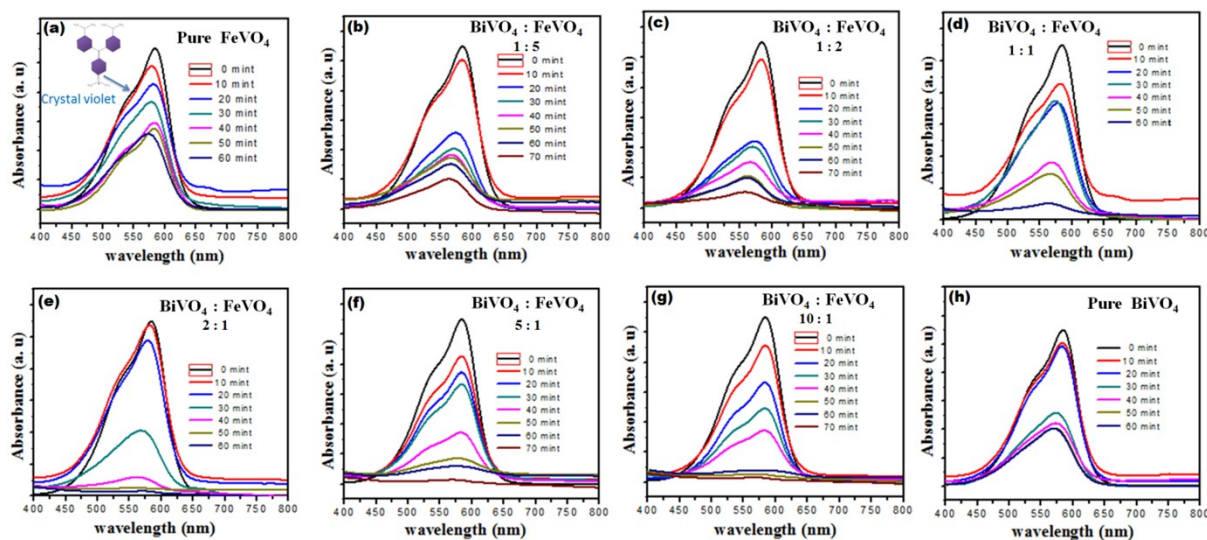 (a)
Pure FeVO₄
Crystal violet
0 mint
10 mint
20 mint
30 mint
40 mint
50 mint
60 mint
Absorbance (a. u)
400 450 500 550 600 650 700 750 800
wavelength (nm)
(b)
BiVO₄ : FeVO₄
1 : 5
0 mint
10 mint
20 mint
30 mint
40 mint
50 mint
60 mint
70 mint
Absorbance (a. u)
400 450 500 550 600 650 700 750 800
wavelength (nm)
(c)
BiVO₄ : FeVO₄
1 : 2
0 mint
10 mint
20 mint
30 mint
40 mint
50 mint
60 mint
70 mint
Absorbance (a. u)
400 450 500 550 600 650 700 750 800
wavelength (nm)
(d)
BiVO₄ : FeVO₄
1 : 1
0 mint
10 mint
20 mint
30 mint
40 mint
50 mint
60 mint
Absorbance (a. u)
400 450 500 550 600 650 700 750 800
wavelength (nm)
(e)
BiVO₄ : FeVO₄
2 : 1
0 mint
10 mint
20 mint
30 mint
40 mint
50 mint
60 mint
Absorbance (a. u)
400 450 500 550 600 650 700 750 800
wavelength (nm)
(f)
BiVO₄ : FeVO₄
5 : 1
0 mint
10 mint
20 mint
30 mint
40 mint
50 mint
60 mint
70 mint
Absorbance (a. u)
400 450 500 550 600 650 700 750 800
wavelength (nm)
(g)
BiVO₄ : FeVO₄
10 : 1
0 mint
10 mint
20 mint
30 mint
40 mint
50 mint
60 mint
70 mint
Absorbance (a. u)
400 450 500 550 600 650 700 750 800
wavelength (nm)
(h)
Pure BiVO₄
0 mint
10 mint
20 mint
30 mint
40 mint
60 mint
Absorbance (a. u)
400 450 500 550 600 650 700 750 800
wavelength (nm)